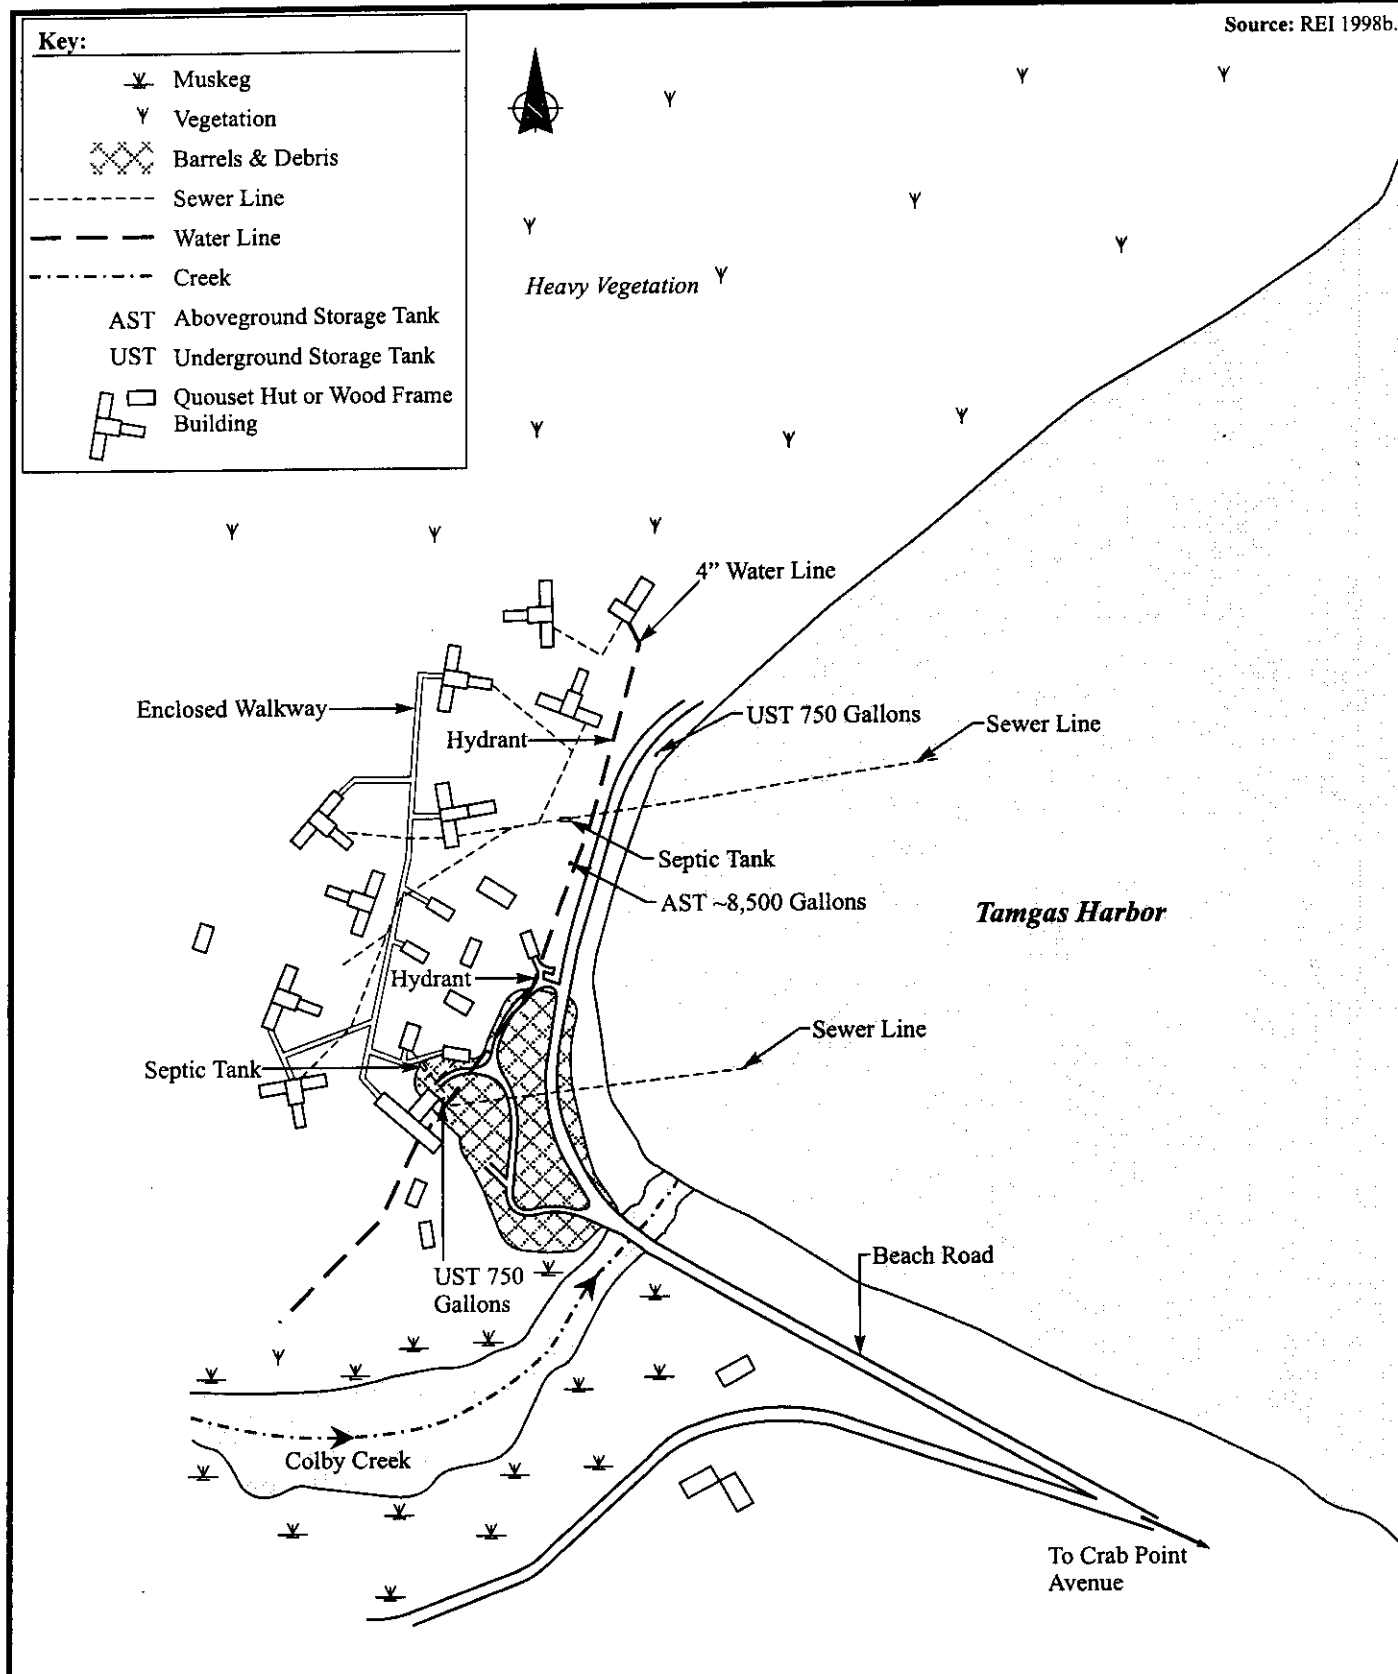 Source: REI 1998b.
Key:
Muskeg
Vegetation
Barrels & Debris
Sewer Line
Water Line
Creek
AST Aboveground Storage Tank
UST Underground Storage Tank
Quouset Hut or Wood Frame
Building
Heavy Vegetation
4” Water Line
Enclosed Walkway
UST 750 Gallons
Sewer Line
Hydrant
Septic Tank
AST ~8,500 Gallons
Tamgas Harbor
Hydrant
Sewer Line
Septic Tank
Beach Road
UST 750
Gallons
Colby Creek
To Crab Point
Avenue